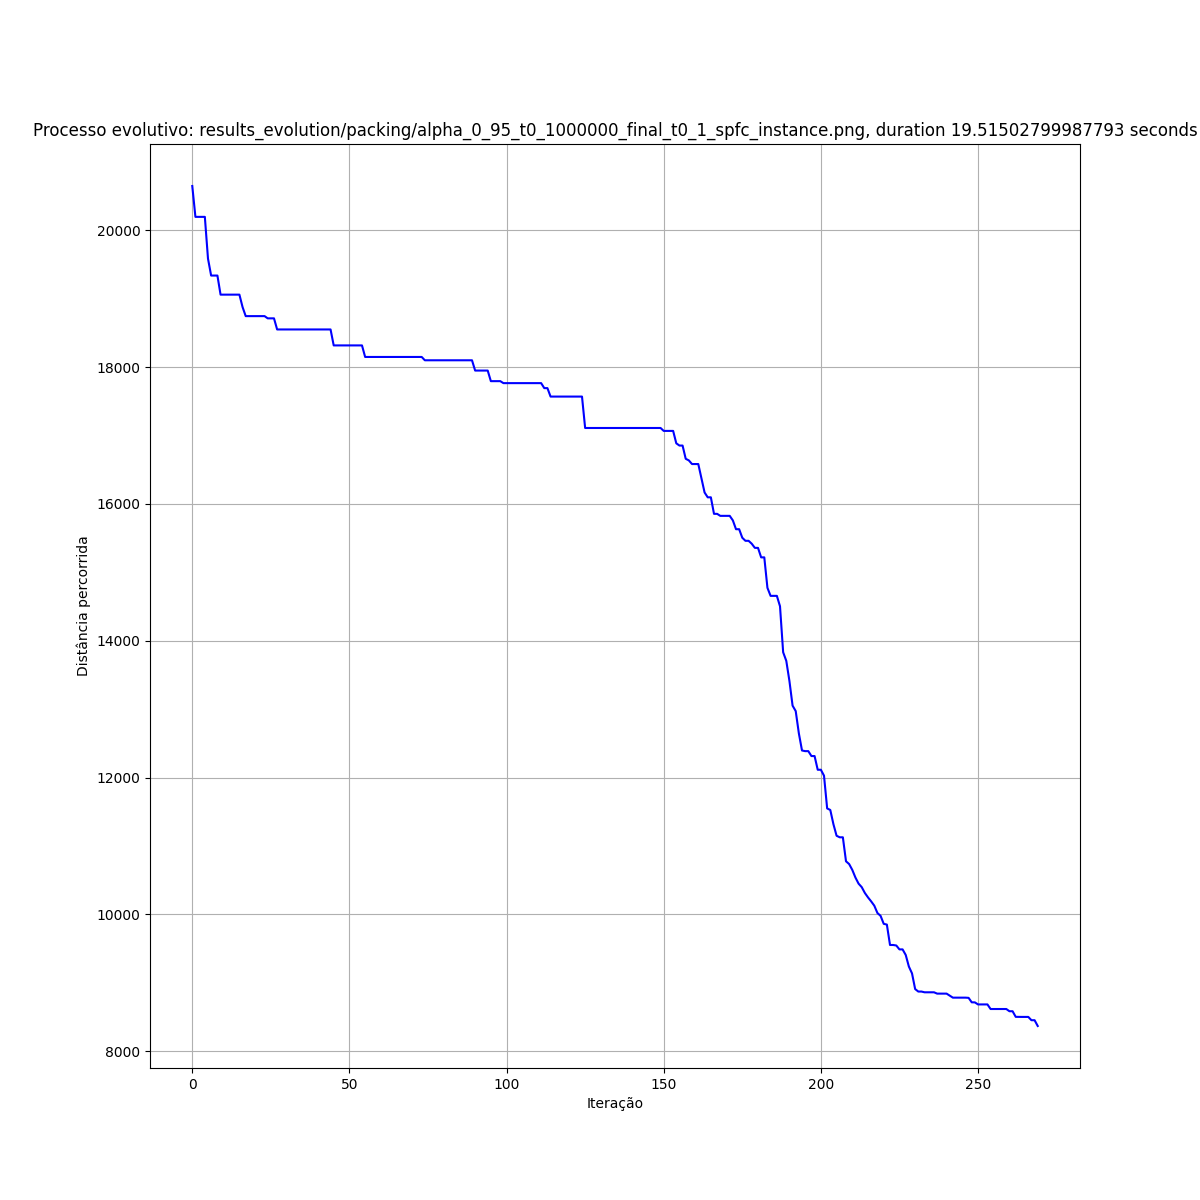 Processo evolutivo: results_evolution/packing/alpha_0_95_t0_1000000_final_t0_1_spfc_instance.png, duration 19.51502799987793 seconds
20000
18000
16000
14000
12000
10000
8000
Distância percorrida
0 50 100 150 200 250
Iteração